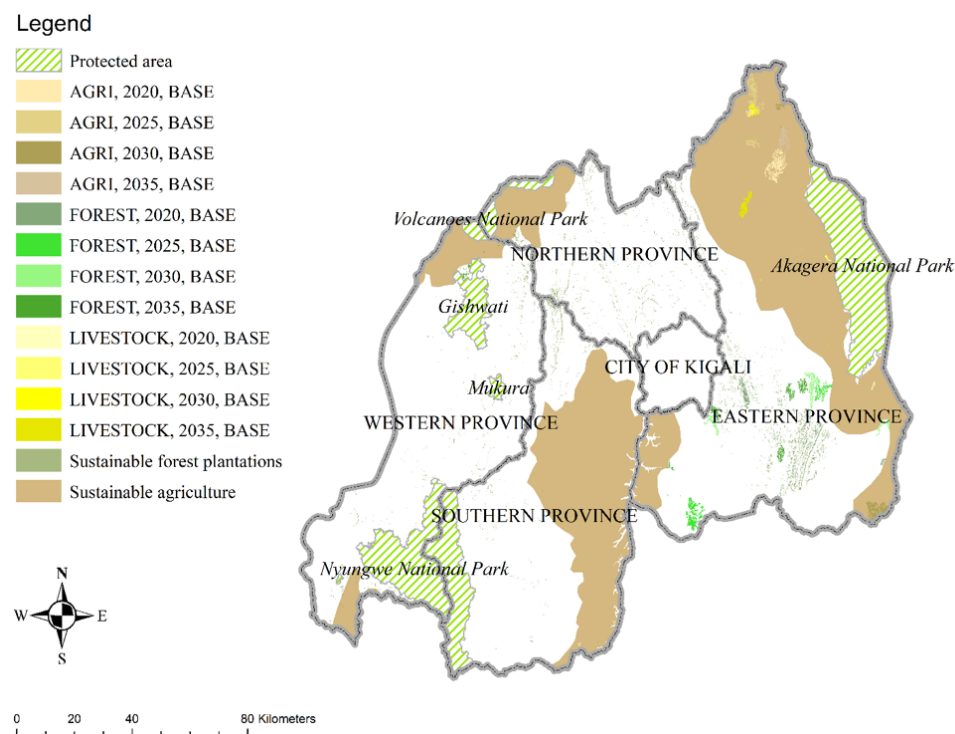 Legend
Protected area
AGRI, 2020, BASE
AGRI, 2025, BASE
AGRI, 2030, BASE
AGRI, 2035, BASE
FOREST, 2020, BASE
FOREST, 2025, BASE
FOREST, 2030, BASE
FOREST, 2035, BASE
LIVESTOCK, 2020, BASE
LIVESTOCK, 2025, BASE
LIVESTOCK, 2030, BASE
LIVESTOCK, 2035, BASE
Sustainable forest plantations
Sustainable agriculture
Volcanoes National Park
NORTHERN PROVINCE
Akagera National Park
Gishwati
CITY OF KIGALI
Mukura
WESTERN PROVINCE
EASTERN PROVINCE
SOUTHERN PROVINCE
Nyungwe National Park
N
W E
S
0 20 40 80 Kilometers